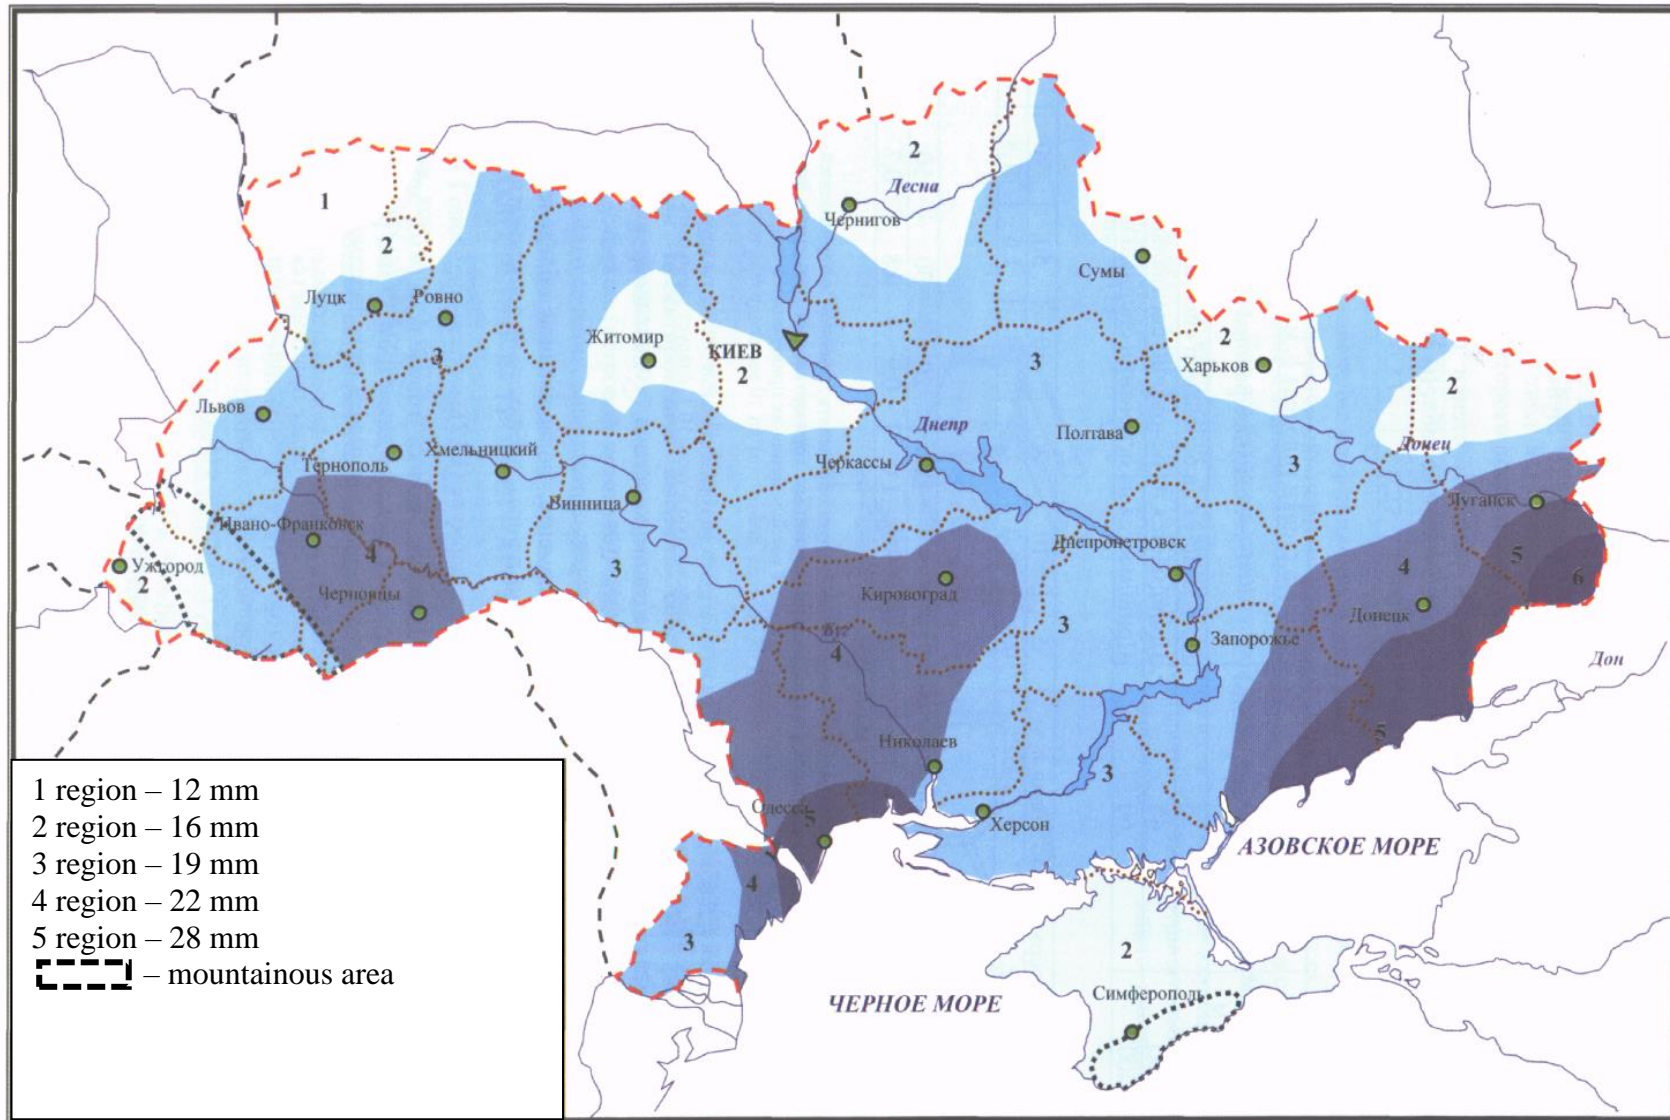 2
1
Десна
Чернигов
2
Сумы
Луцк
Ровно
3
Житомир
КИЕВ
2
3
2
Харьков
2
Львов
Днепр
Полтава
Донец
Тернополь
Хмельницкий
Черкассы
3
Винница
Луганск
Ивано-Франковск
4
Днепропетровск
5
Ужгород
2
3
4
6
Черновцы
Кировоград
Донецк
3
Буг
4
Запорожье
Дон
Николаев
5
3
Одесса
5
Херсон
АЗОВСКОЕ МОРЕ
4
3
2
Симферополь
ЧЕРНОЕ МОРЕ
1 region – 12 mm
2 region – 16 mm
3 region – 19 mm
4 region – 22 mm
5 region – 28 mm
– mountainous area